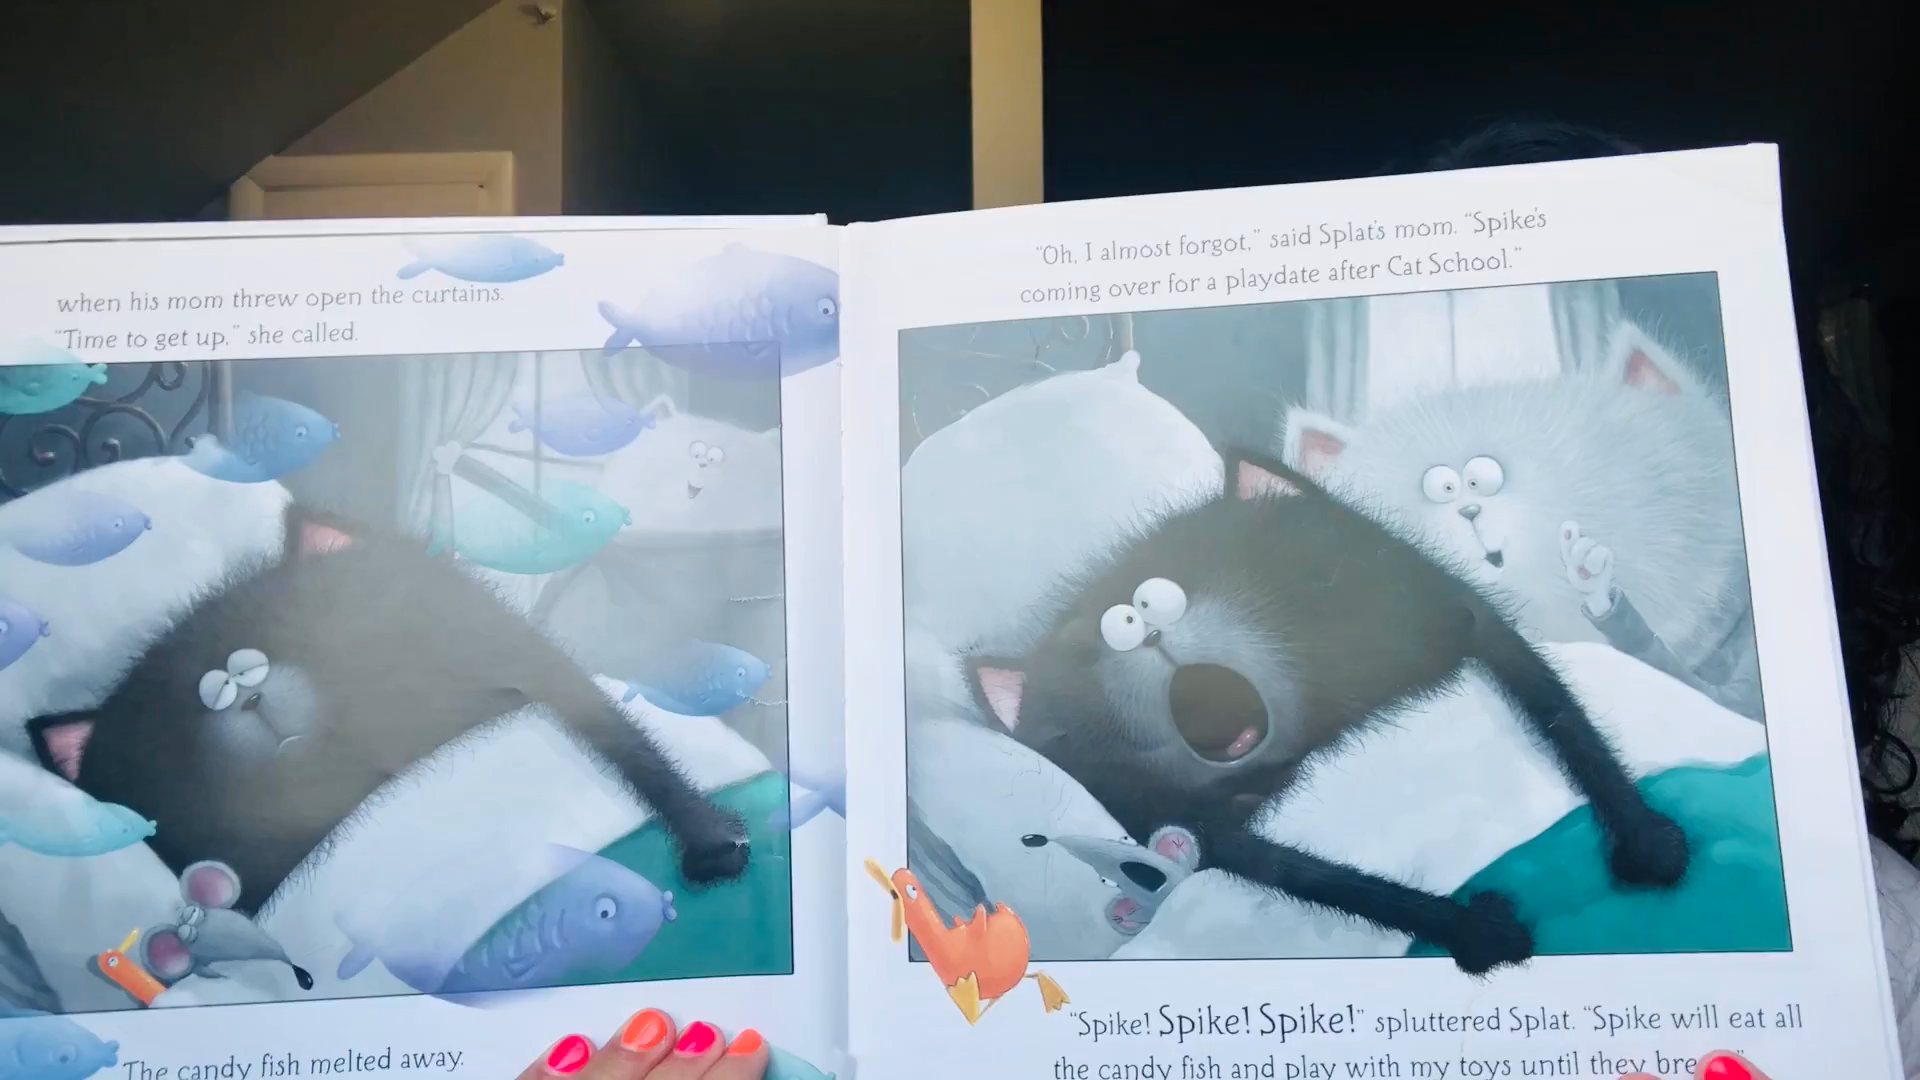 when his mom threw open the curtains.
"Time to get up," she called.
The candy fish melted away.
"Oh, I almost forgot," said Splat's mom. "Spike's
coming over for a playdate after Cat School."
"Spike! Spike! Spike!" spluttered Splat. "Spike will eat all
the candy fish and play with my toys until they